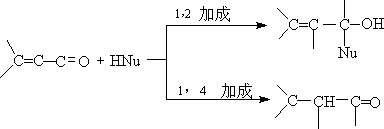 1,2 加成
C=C-C-OH
Nu
C=C-C=O + HNu
1，4 加成
C-CH-C=O